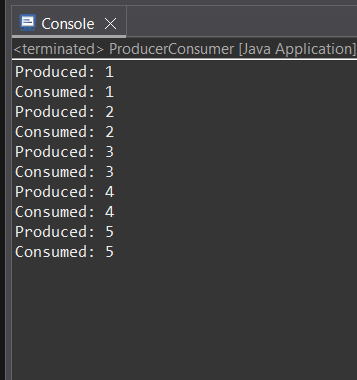 Console
<terminated> ProducerConsumer [Java Application]
Produced: 1
Consumed: 1
Produced: 2
Consumed: 2
Produced: 3
Consumed: 3
Produced: 4
Consumed: 4
Produced: 5
Consumed: 5